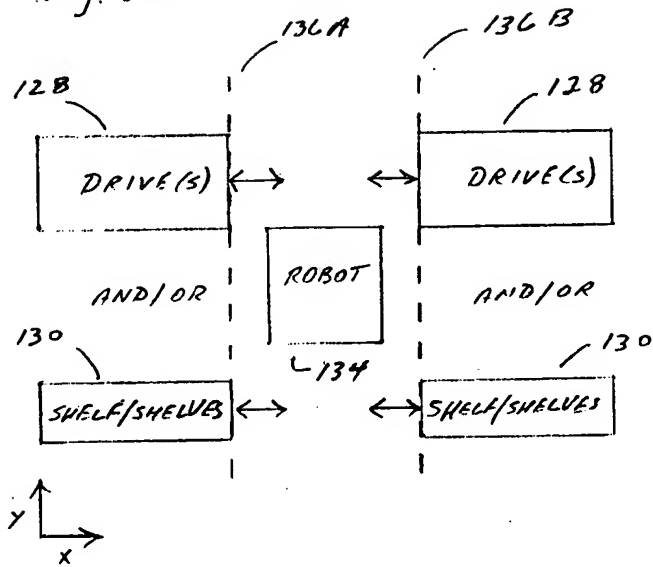 136A
136B
128
128
DRIVE(S)
DRIVE(S)
ROBOT
AND/OR
AND/OR
130
130
134
SHELF/SHELVES
SHELF/SHELVES
Y
X